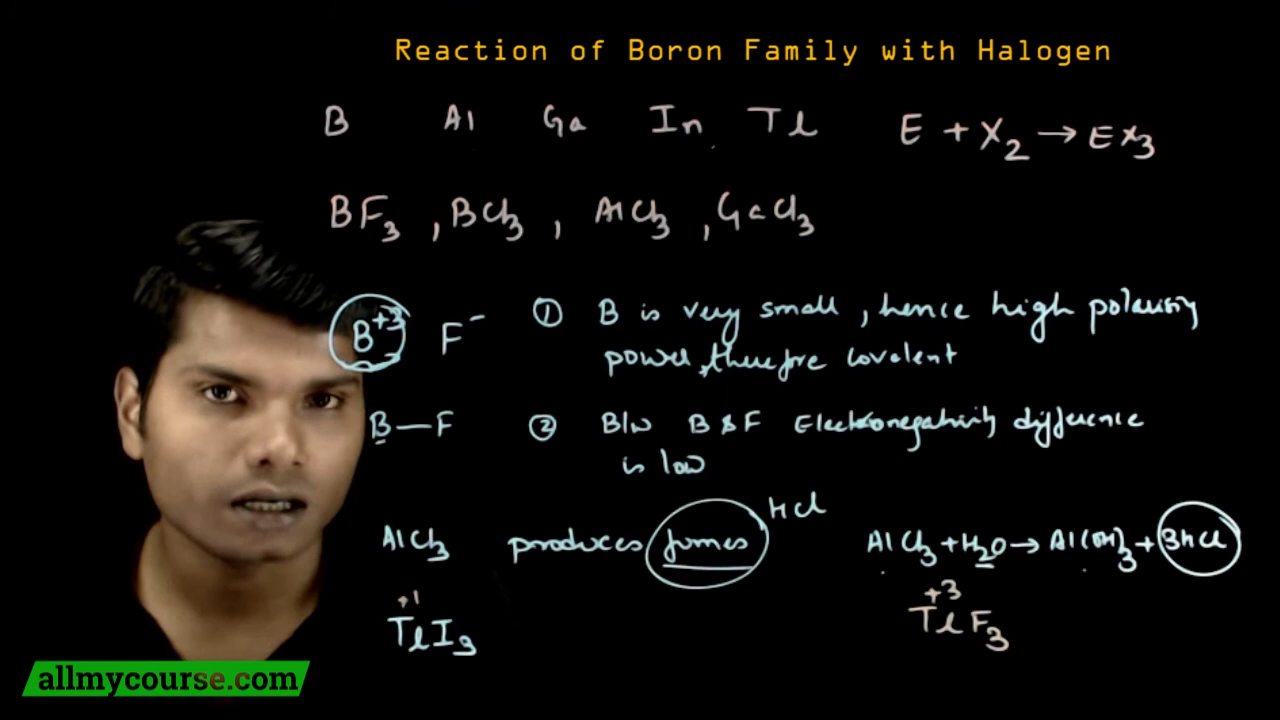 Reaction of Boron Family with Halogen
B Al Ga In Tl E + X2 → EX3
BF3 , BCl3 , AlCl3 , GaCl3
B+3 F- ① B is very small , hence high polarising
power, therefore covalent
B—F ② B/w B & F Electronegativity difference
is low
HCl
AlCl3 produces fumes AlCl3 + H2O → Al(OH)3 + 3HCl
+1 +3
TlI3 TlF3
allmycourse.com